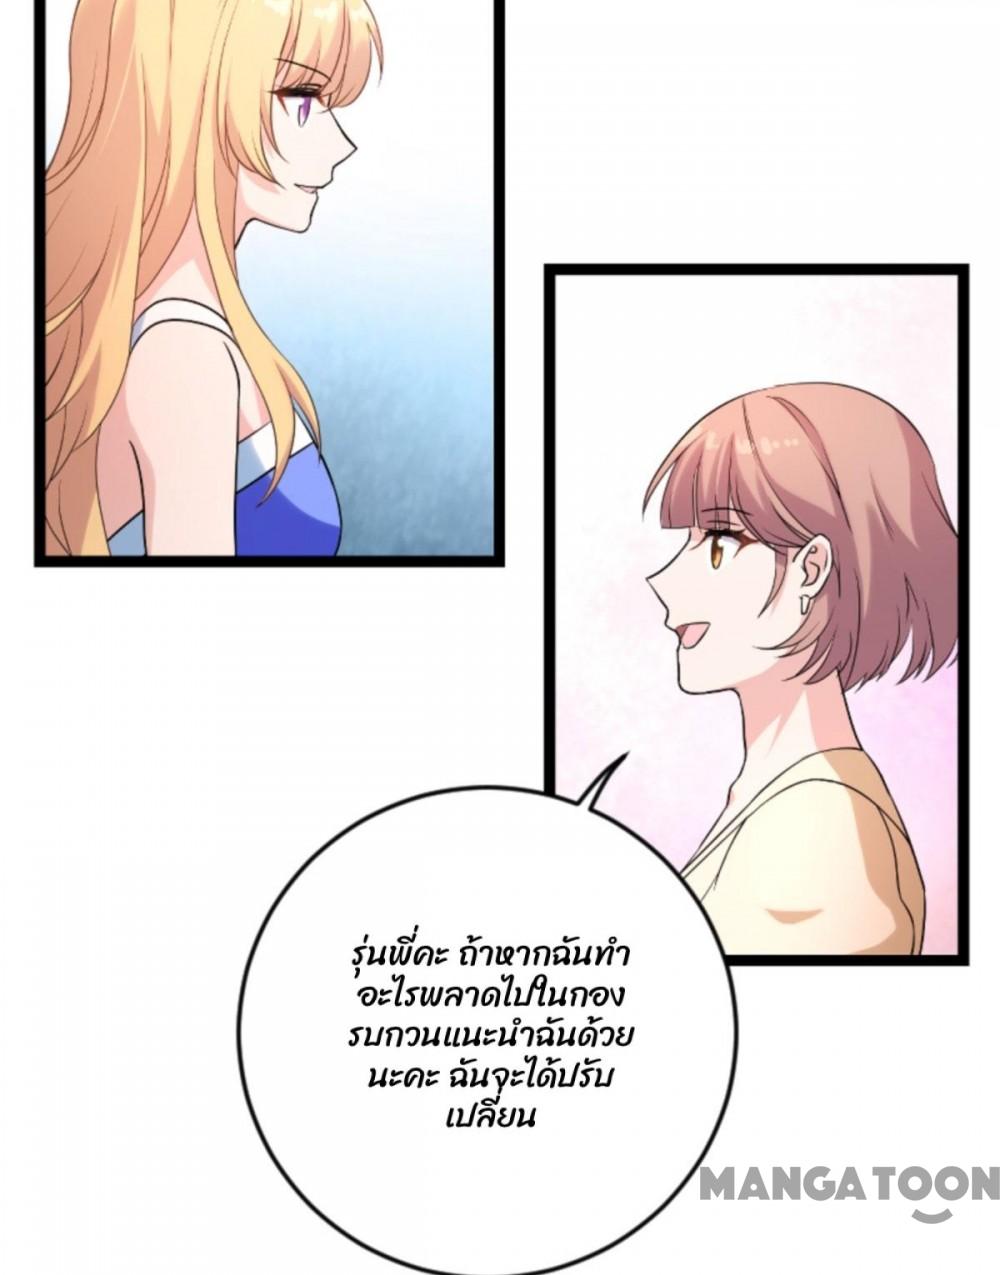 รุ่นพี่คะ ถ้าหากฉันทำ
อะไรพลาดไปในกอง
รบกวนแนะนำฉันด้วย
นะคะ ฉันจะได้ปรับ
เปลี่ยน
MANGATOON